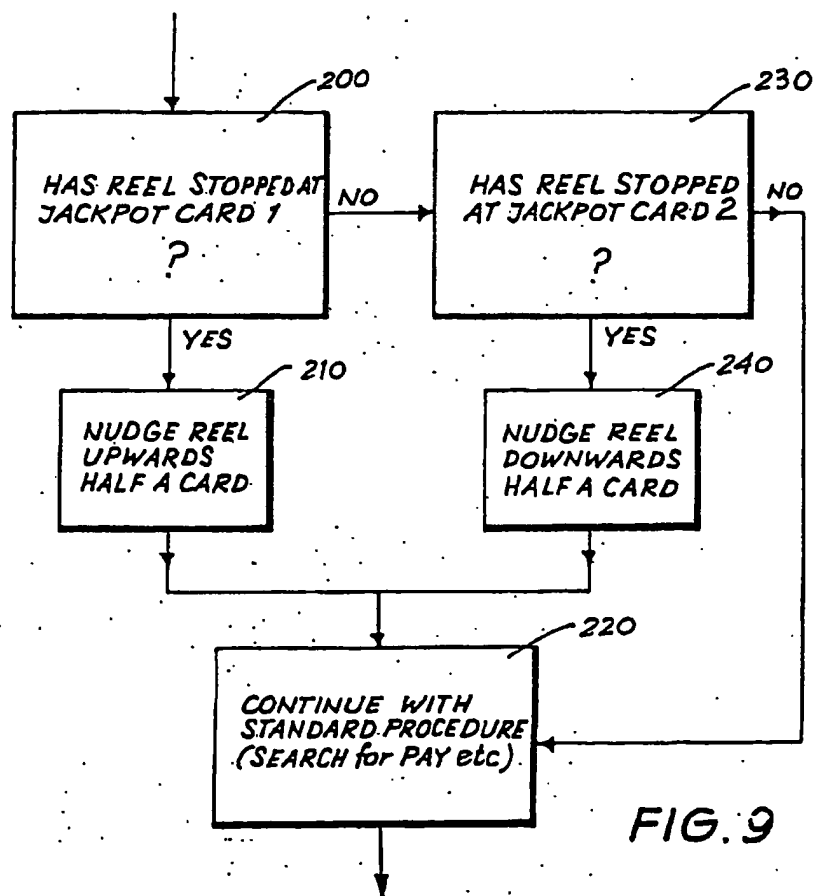 200
230
HAS REEL STOPPED AT
JACKPOT CARD 1
?
NO
HAS REEL STOPPED
AT JACKPOT CARD 2
?
NO
YES
YES
210
240
NUDGE REEL
UPWARDS
HALF A CARD
NUDGE REEL
DOWNWARDS
HALF A CARD
220
CONTINUE WITH
STANDARD PROCEDURE
(SEARCH for PAY etc)
FIG. 9